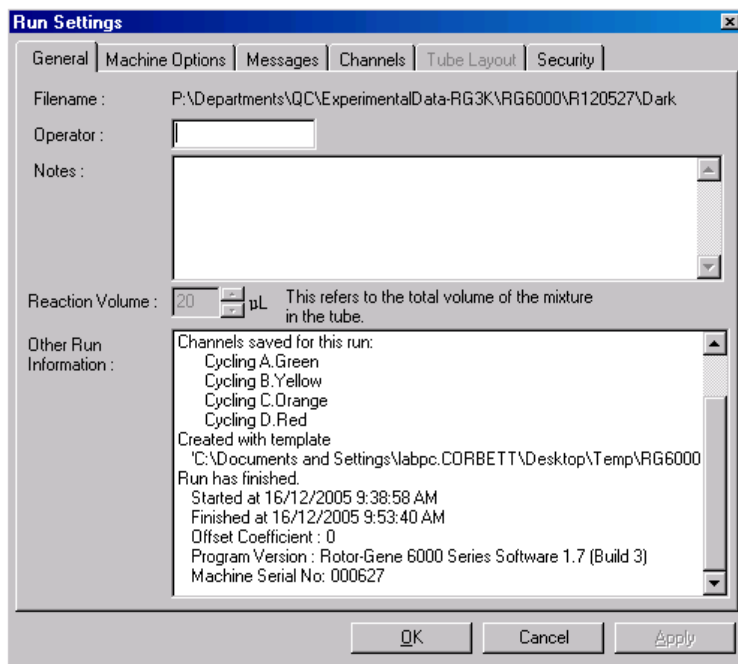 Run Settings
General Machine Options Messages Channels Tube Layout Security
Filename : P:\Departments\QC\ExperimentalData-RG3K\RG6000\R120527\Dark
Operator :
Notes :
Reaction Volume : 20 µL This refers to the total volume of the mixture
in the tube.
Other Run
Information :
Channels saved for this run:
Cycling A.Green
Cycling B.Yellow
Cycling C.Orange
Cycling D.Red
Created with template
'C:\Documents and Settings\labpc.CORBETT\Desktop\Temp\RG6000
Run has finished.
Started at 16/12/2005 9:38:58 AM
Finished at 16/12/2005 9:53:40 AM
Offset Coefficient : 0
Program Version : Rotor-Gene 6000 Series Software 1.7 (Build 3)
Machine Serial No: 000627
OK Cancel Apply